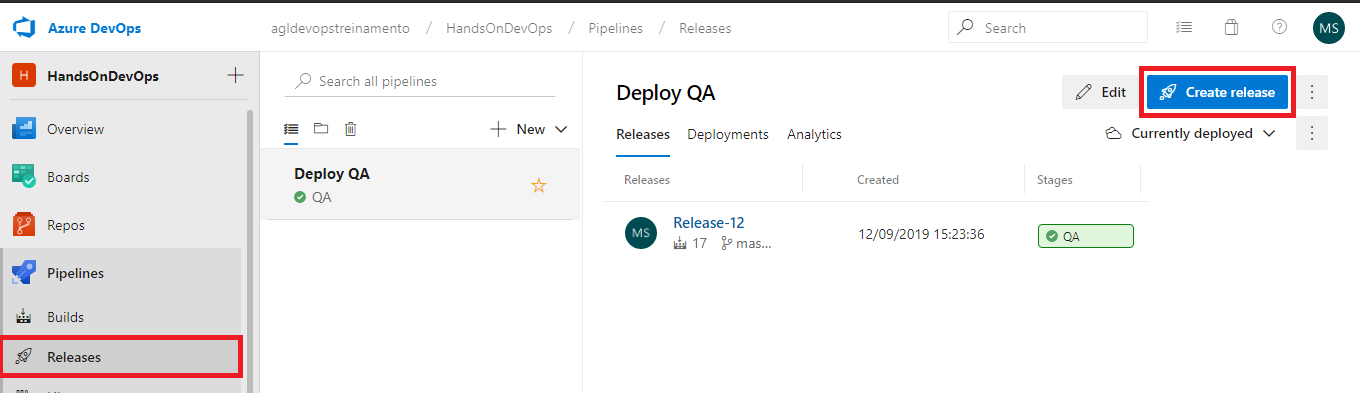 Azure DevOps
agldevopstreinamento / HandsOnDevOps / Pipelines / Releases
Search
MS
H
HandsOnDevOps
Overview
Boards
Repos
Pipelines
Builds
Releases
Search all pipelines
New
Deploy QA
QA
Deploy QA
Edit
Create release
Releases Deployments Analytics
Currently deployed
Releases Created Stages
MS
Release-12
17 mas...
12/09/2019 15:23:36
QA